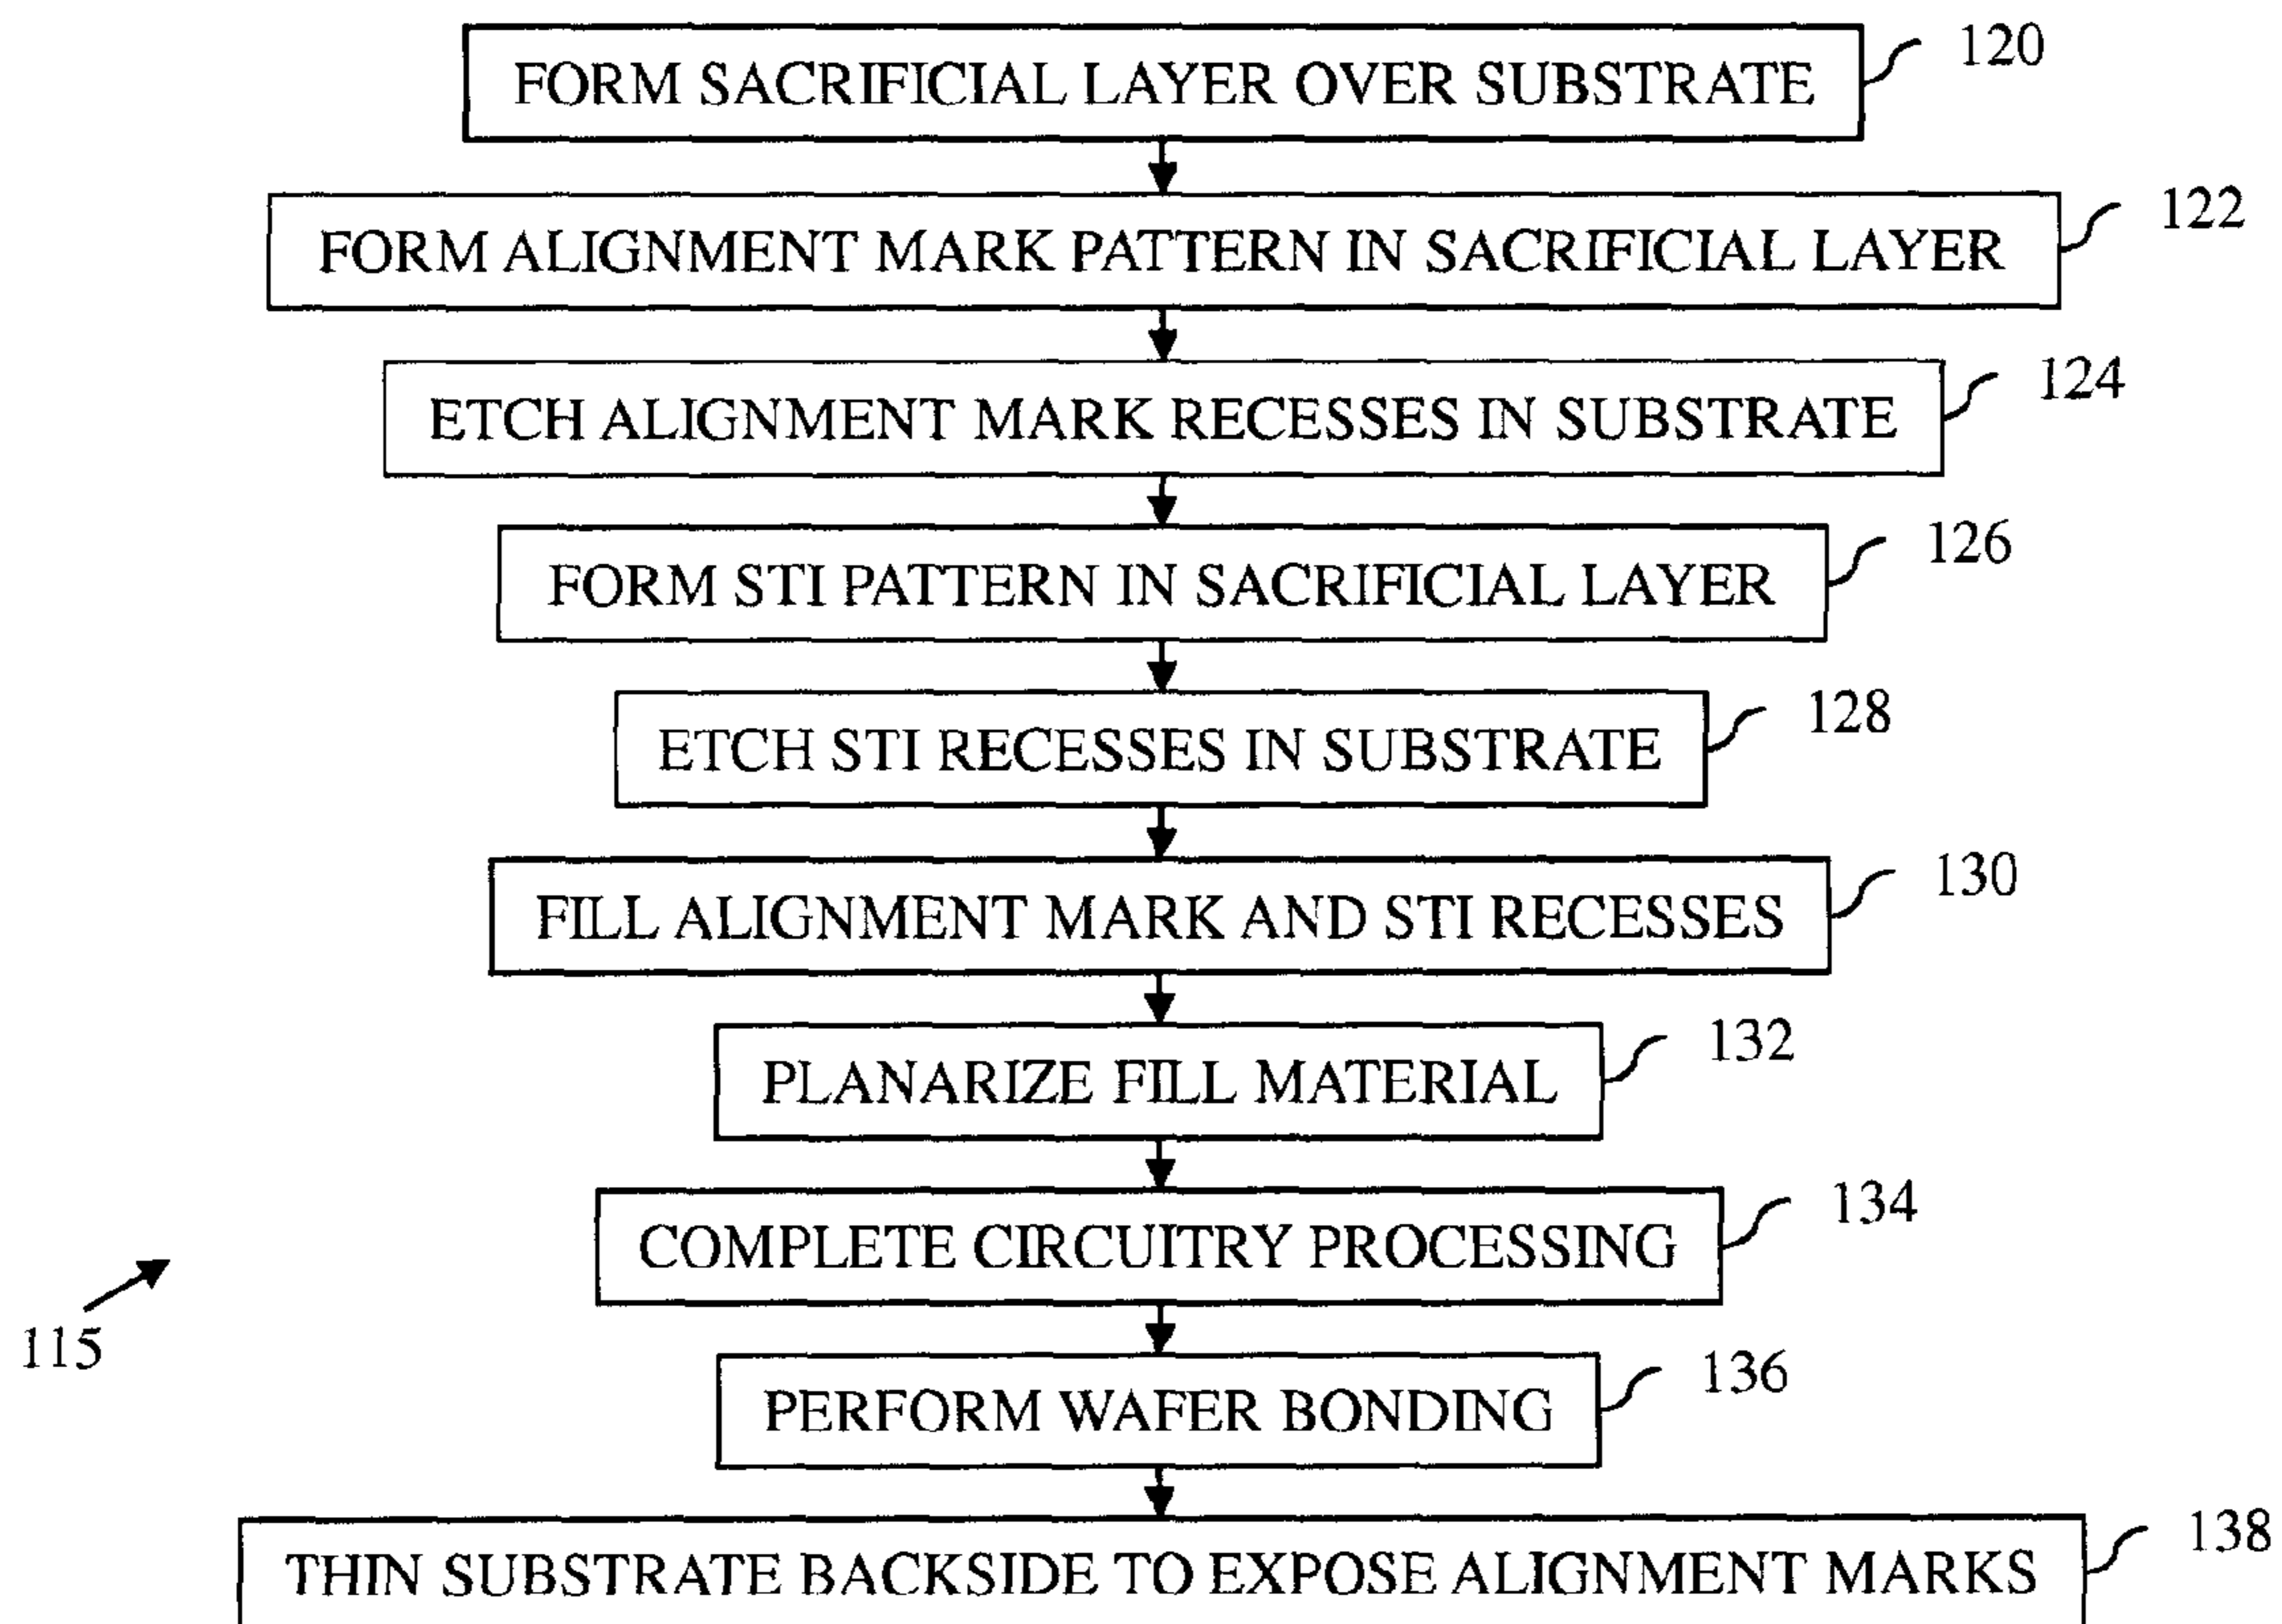 FORM SACRIFICIAL LAYER OVER SUBSTRATE 120
FORM ALIGNMENT MARK PATTERN IN SACRIFICIAL LAYER 122
ETCH ALIGNMENT MARK RECESSES IN SUBSTRATE 124
FORM STI PATTERN IN SACRIFICIAL LAYER 126
ETCH STI RECESSES IN SUBSTRATE 128
FILL ALIGNMENT MARK AND STI RECESSES 130
PLANARIZE FILL MATERIAL 132
COMPLETE CIRCUITRY PROCESSING 134
115
PERFORM WAFER BONDING 136
THIN SUBSTRATE BACKSIDE TO EXPOSE ALIGNMENT MARKS 138